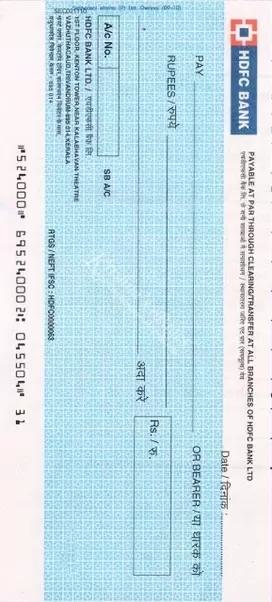 HDFC BANK
PAYABLE AT PAR THROUGH CLEARING/TRANSFER AT ALL BRANCHES OF HDFC BANK LTD
Date / दिनांक :
PAY
OR BEARER / या धारक को
RUPEES / रुपये
अदा करें
Rs. / रु.
A/c No.
SB A/C
HDFC BANK LTD. / एचडीएफसी बैंक लि.
1ST FLOOR, KENTON TOWER, NEAR KALABHAVAN THEATRE
VAZHUTHACAUD, TRIVANDRUM-695 014, KERALA
RTGS / NEFT IFSC : HDFC0000063
⑈524000⑈ 695240002⑆ 045504⑈ 31